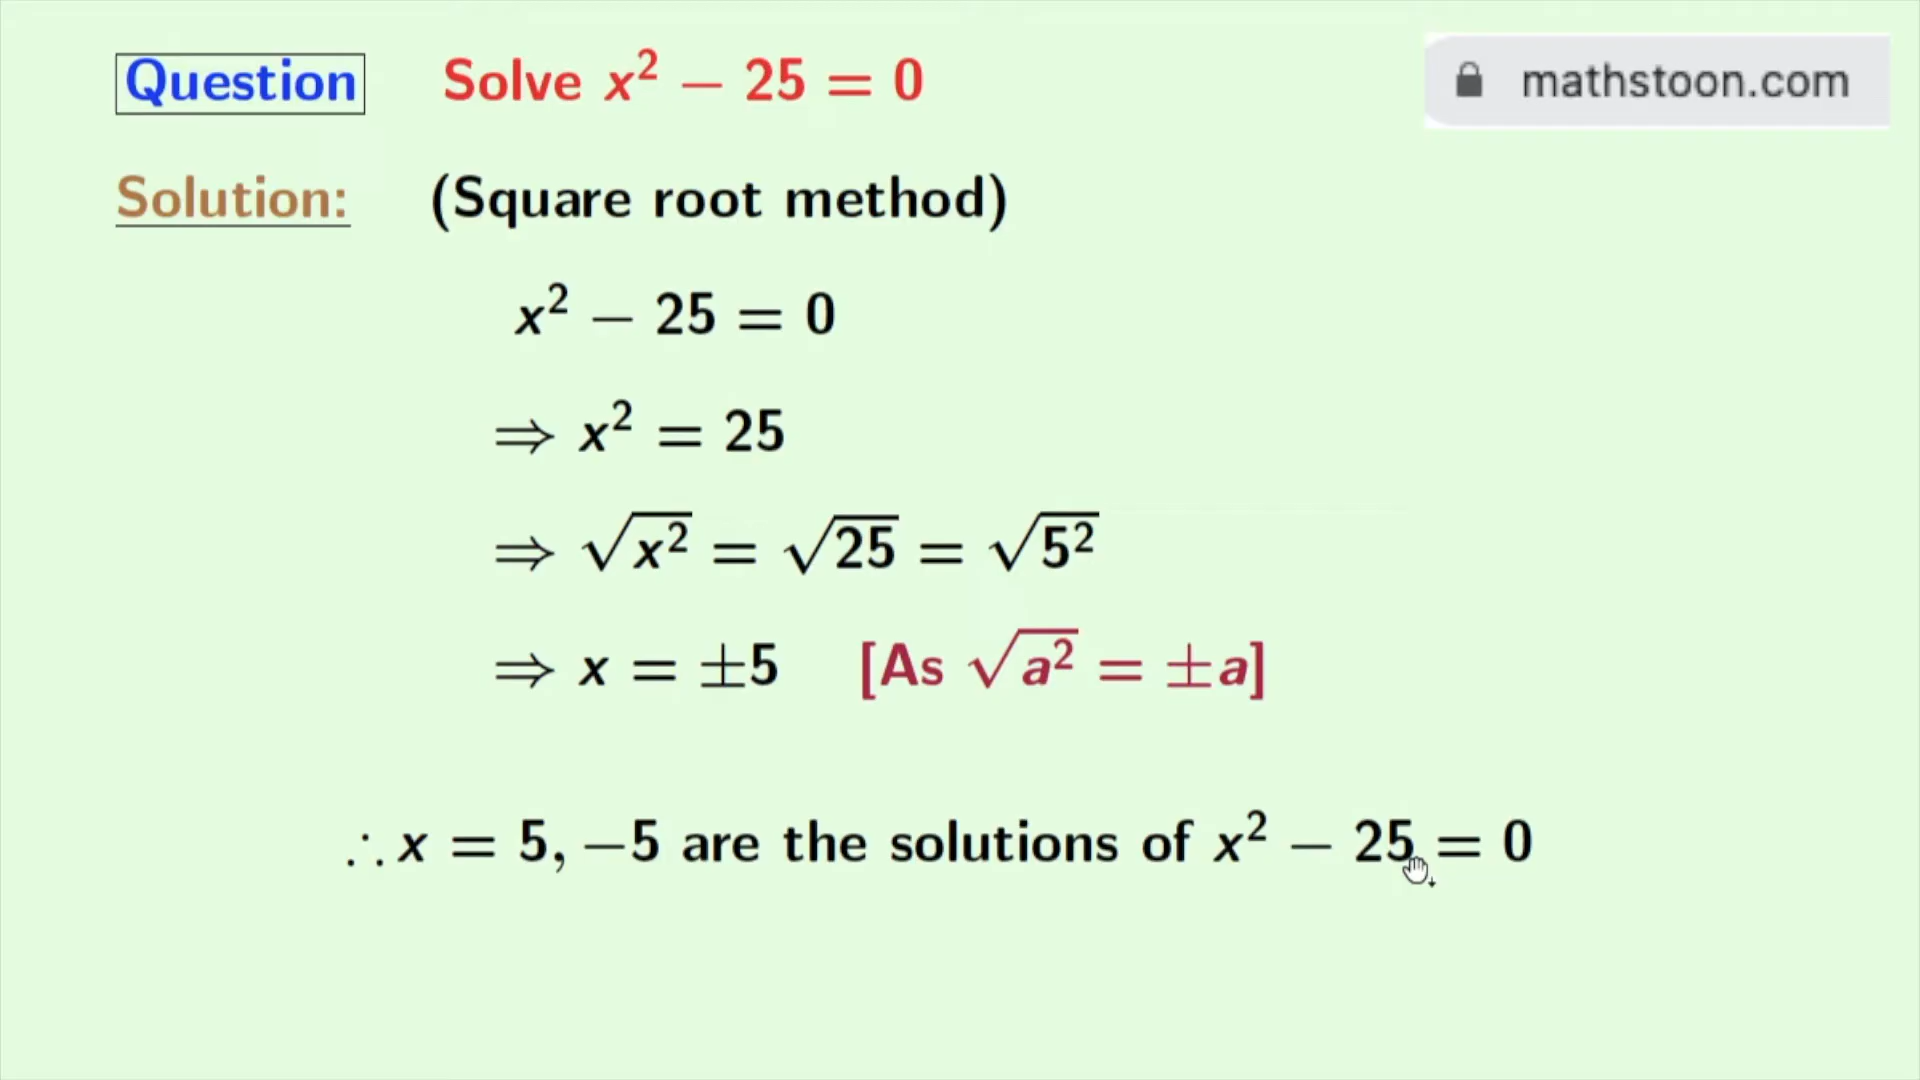 Question Solve x² − 25 = 0
mathstoon.com
Solution: (Square root method)
x² − 25 = 0
⇒ x² = 25
⇒ √x² = √25 = √5²
⇒ x = ±5 [As √a² = ±a]
∴ x = 5, −5 are the solutions of x² − 25 = 0